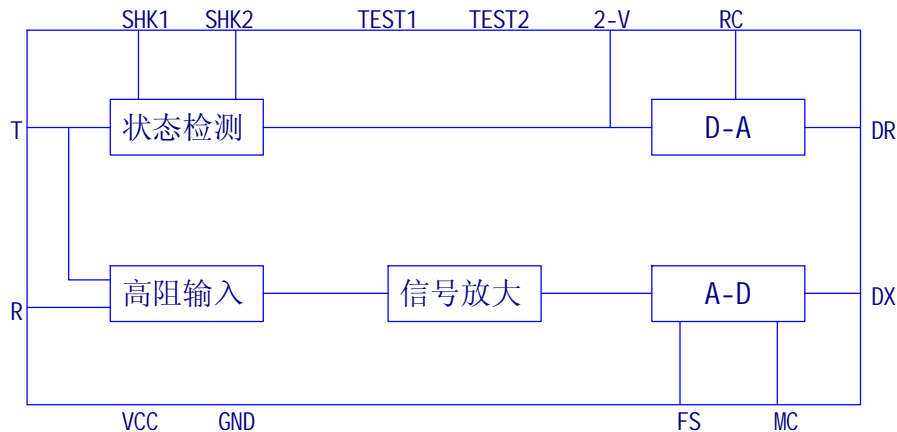 SHK1 SHK2 TEST1 TEST2 2-V RC
T 状态检测 D-A DR
R 高阻输入 信号放大 A-D DX
VCC GND FS MC